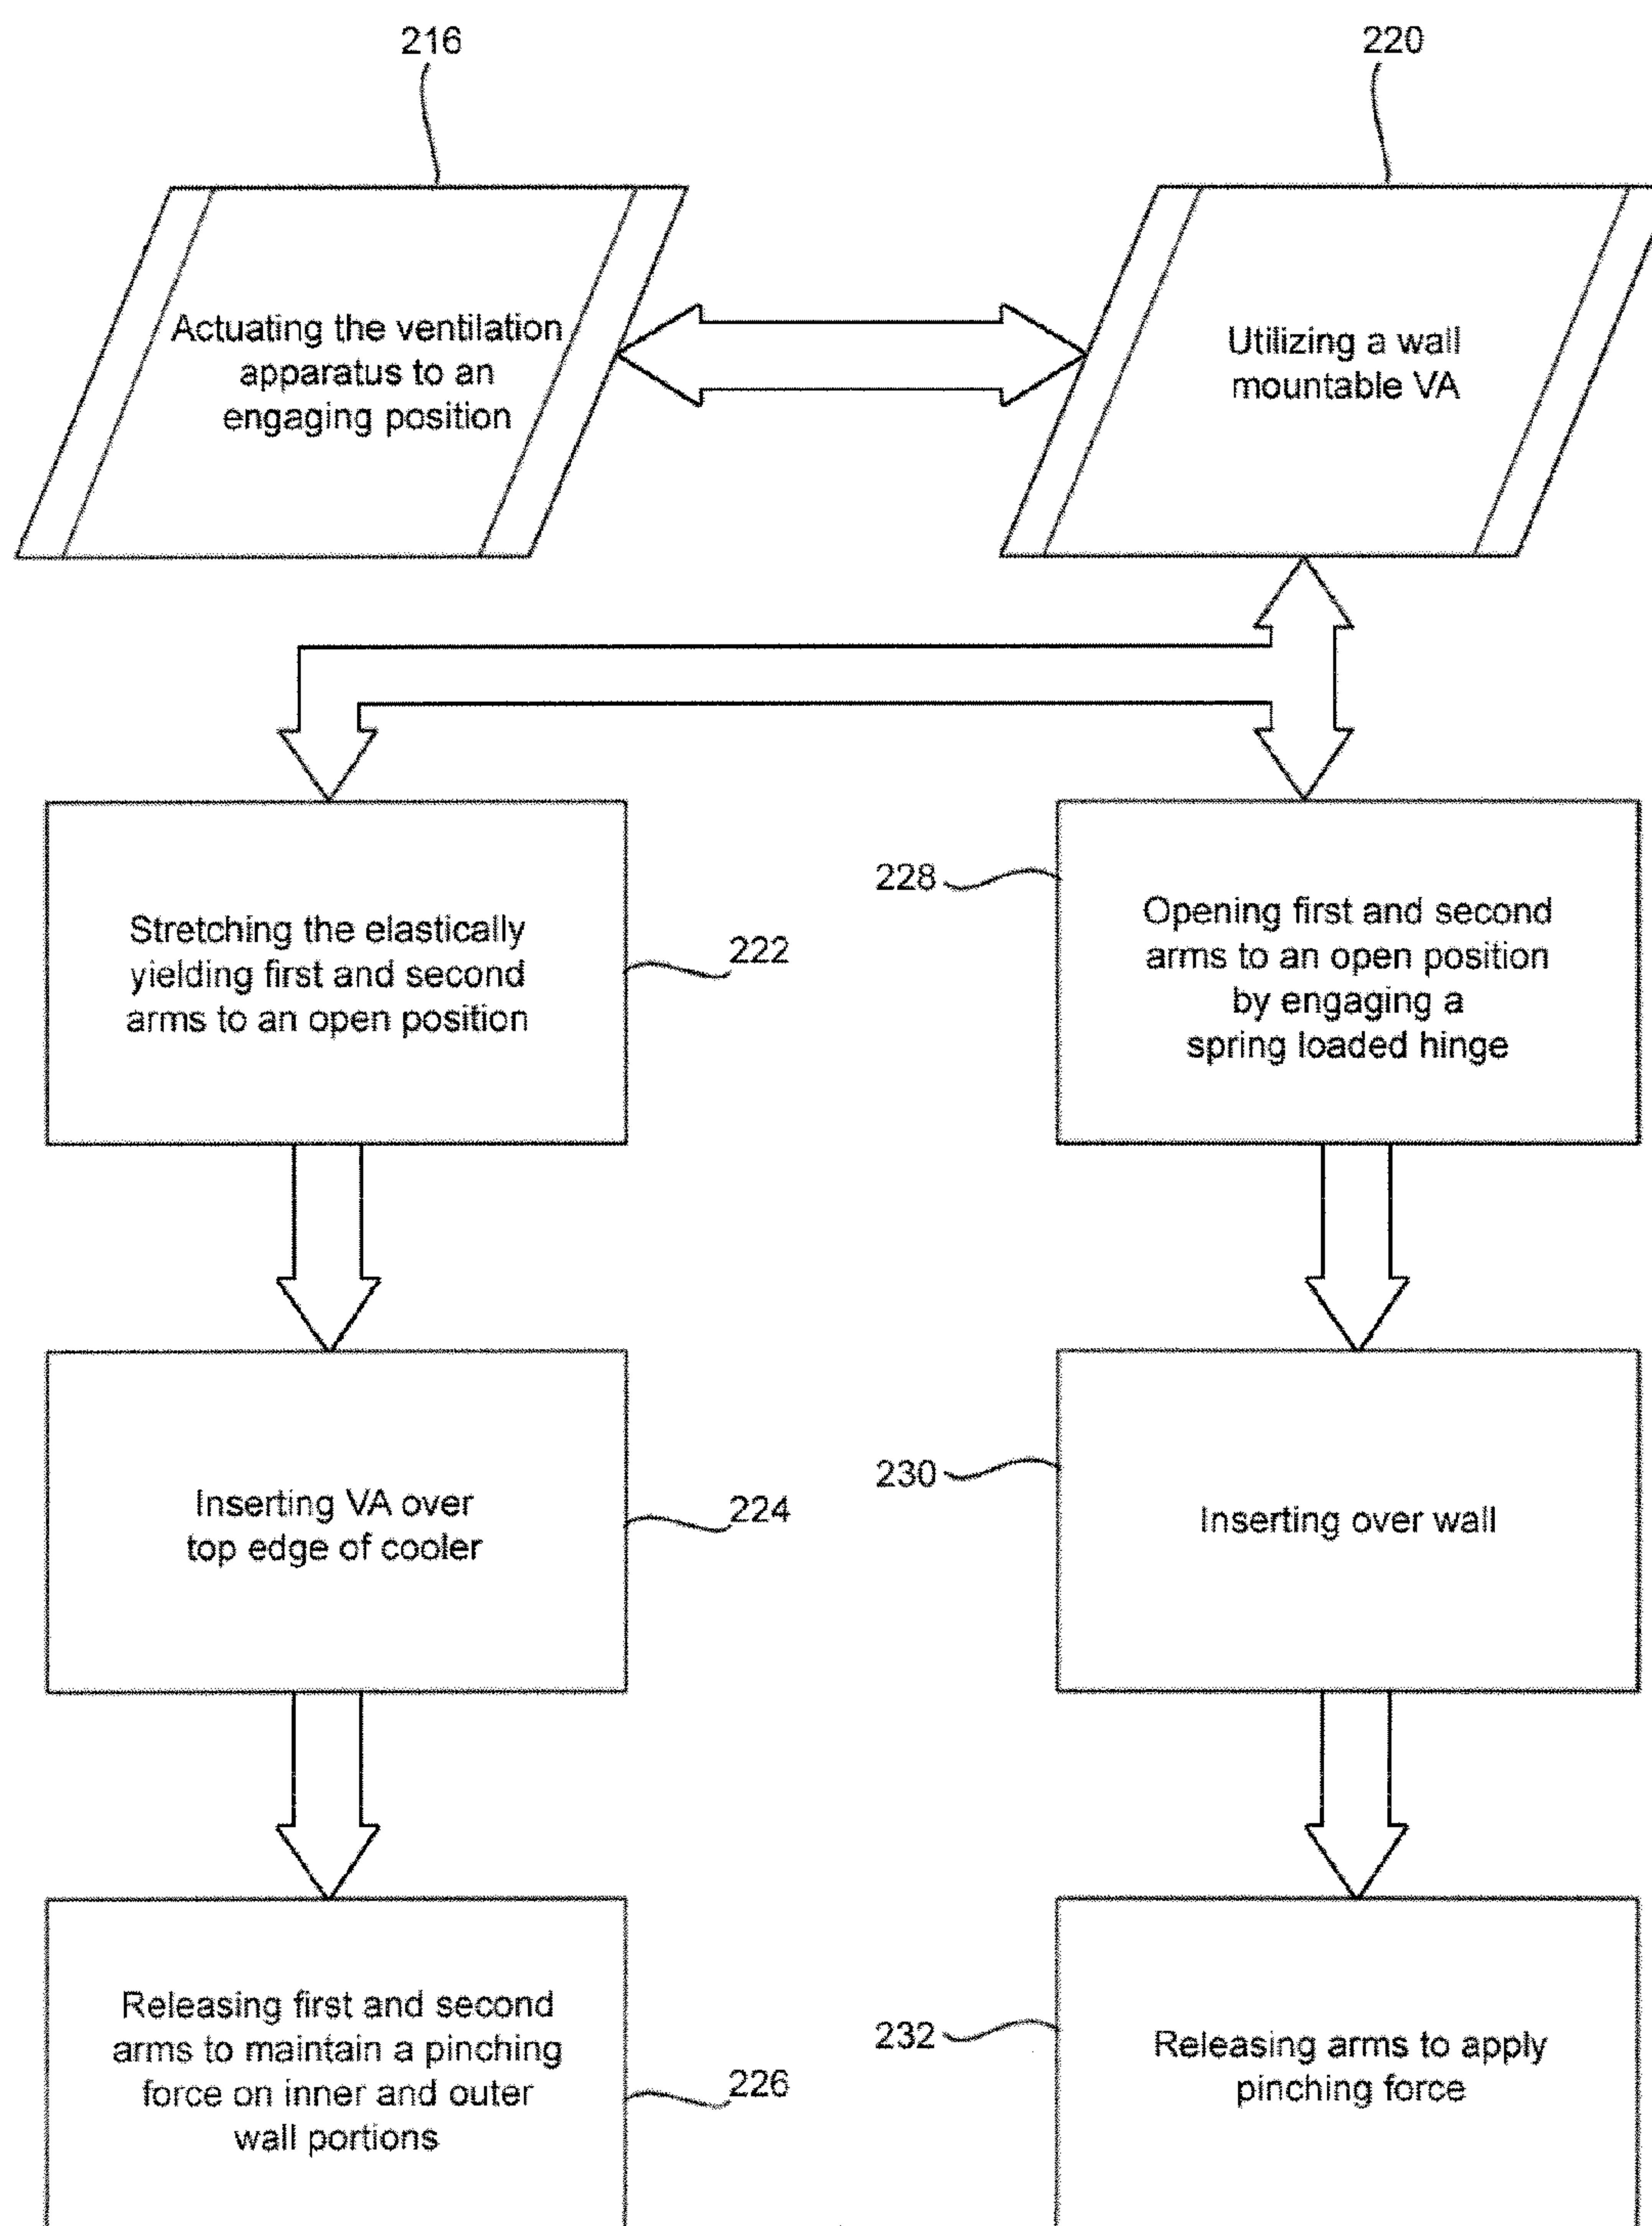 216
220
Actuating the ventilation
apparatus to an
engaging position
Utilizing a wall
mountable VA
Stretching the elastically
yielding first and second
arms to an open position
222
228
Opening first and second
arms to an open position
by engaging a
spring loaded hinge
Inserting VA over
top edge of cooler
224
230
Inserting over wall
Releasing first and second
arms to maintain a pinching
force on inner and outer
wall portions
226
232
Releasing arms to apply
pinching force